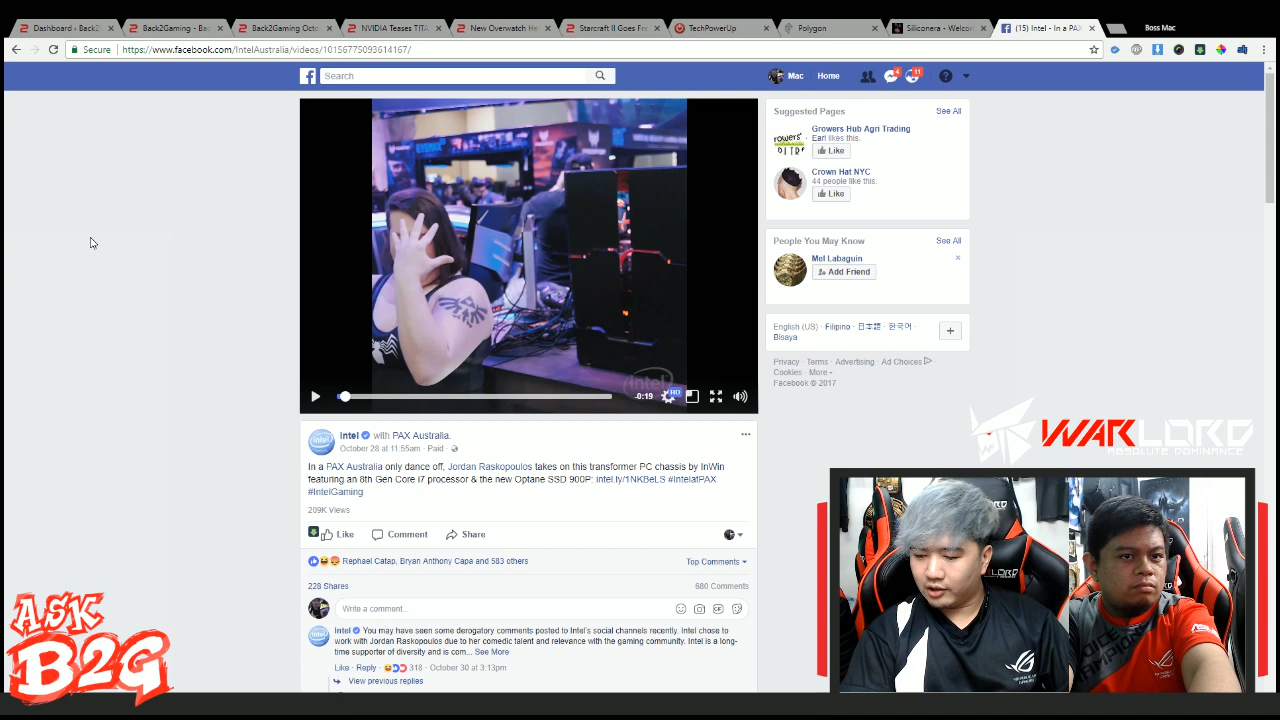 Dashboard ‹ Back2
Back2Gaming - Bac
Back2Gaming Octo
NVIDIA Teases TITA
New Overwatch He
Starcraft II Goes Fre
TechPowerUp
Polygon
Siliconera - Welcom
(15) Intel - In a PAX
Boss Mac
Secure
https://www.facebook.com/IntelAustralia/videos/10156775093614167/
Search
Mac
Home
4
11
Suggested Pages
See All
Growers Hub Agri Trading
Earl likes this.
Like
Crown Hat NYC
44 people like this.
Like
People You May Know
See All
Mel Labaguin
Add Friend
English (US) · Filipino · 日本語 · 한국어 ·
Bisaya
Privacy · Terms · Advertising · Ad Choices ·
Cookies · More
Facebook © 2017
intel
-0:19
HD
Intel with PAX Australia.
October 28 at 11:55am · Paid ·
In a PAX Australia only dance off, Jordan Raskopoulos takes on this transformer PC chassis by InWin
featuring an 8th Gen Core i7 processor & the new Optane SSD 900P: intel.ly/1NKBeLS #IntelatPAX
#IntelGaming
209K Views
Like
Comment
Share
Rephael Catap, Bryan Anthony Capa and 583 others
Top Comments
228 Shares
680 Comments
Write a comment...
Intel You may have seen some derogatory comments posted to Intel's social channels recently. Intel chose to
work with Jordan Raskopoulos due to her comedic talent and relevance with the gaming community. Intel is a long-
time supporter of diversity and is com... See More
Like · Reply · 318 · October 30 at 3:13pm
View previous replies
ASK
B2G
WARLORD
ABSOLUTE DOMINANCE